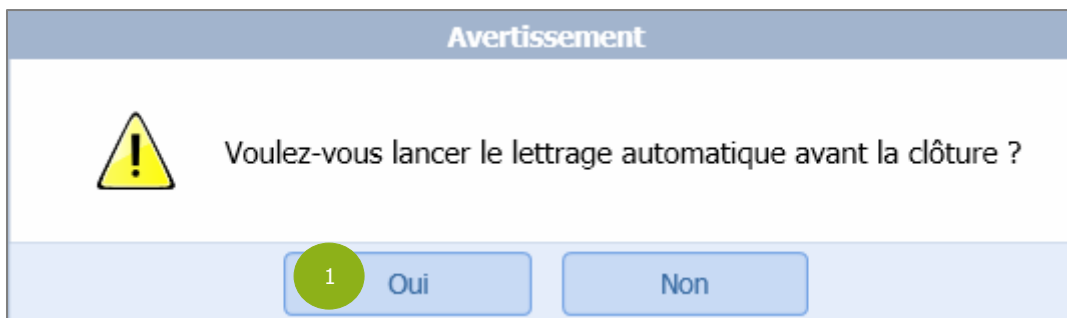 Avertissement
Voulez-vous lancer le lettrage automatique avant la clôture ?
1 Oui Non